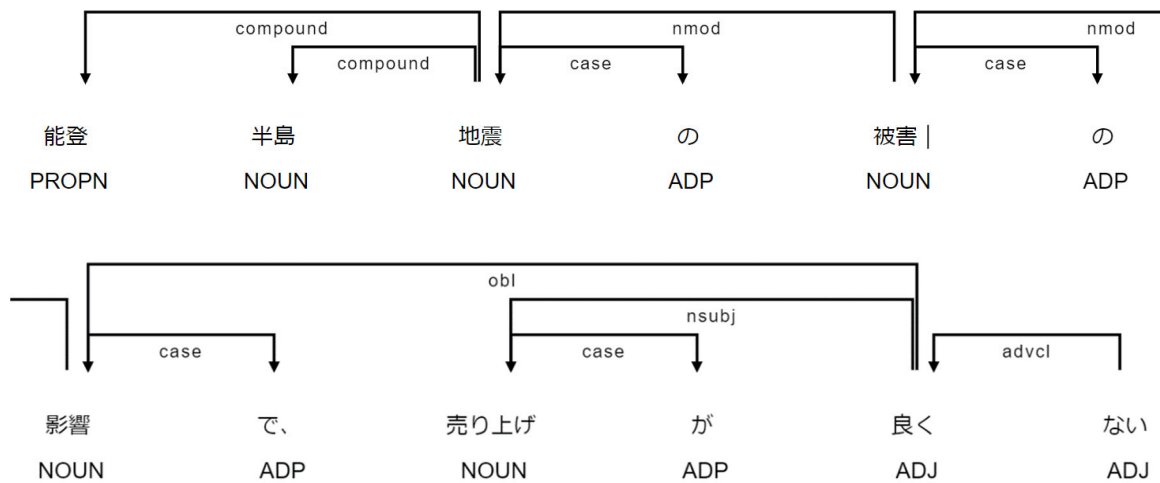 compound nmod nmod
compound case case
能登 半島 地震 の 被害| の
PROPN NOUN NOUN ADP NOUN ADP
obl
nsubj
case case advcl
影響 で、 売り上げ が 良く ない
NOUN ADP NOUN ADP ADJ ADJ